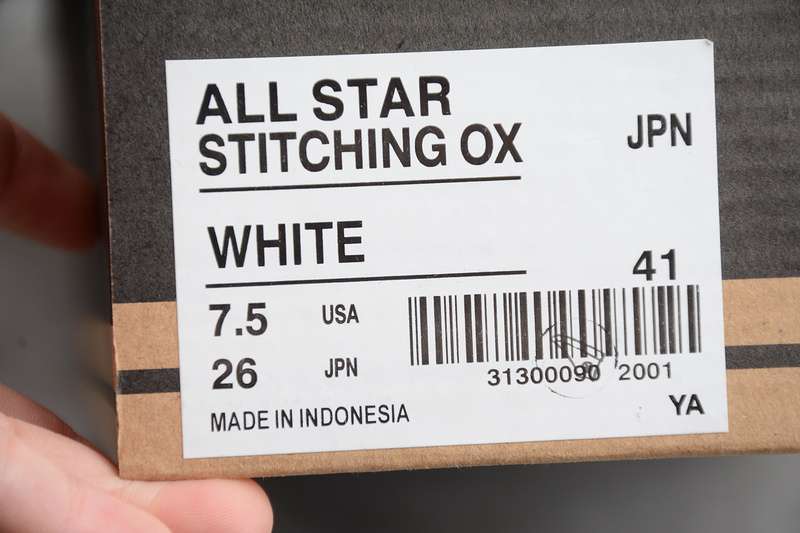 ALL STAR
STITCHING OX
JPN
WHITE
41
7.5 USA
26 JPN
31300090 2001
MADE IN INDONESIA
YA